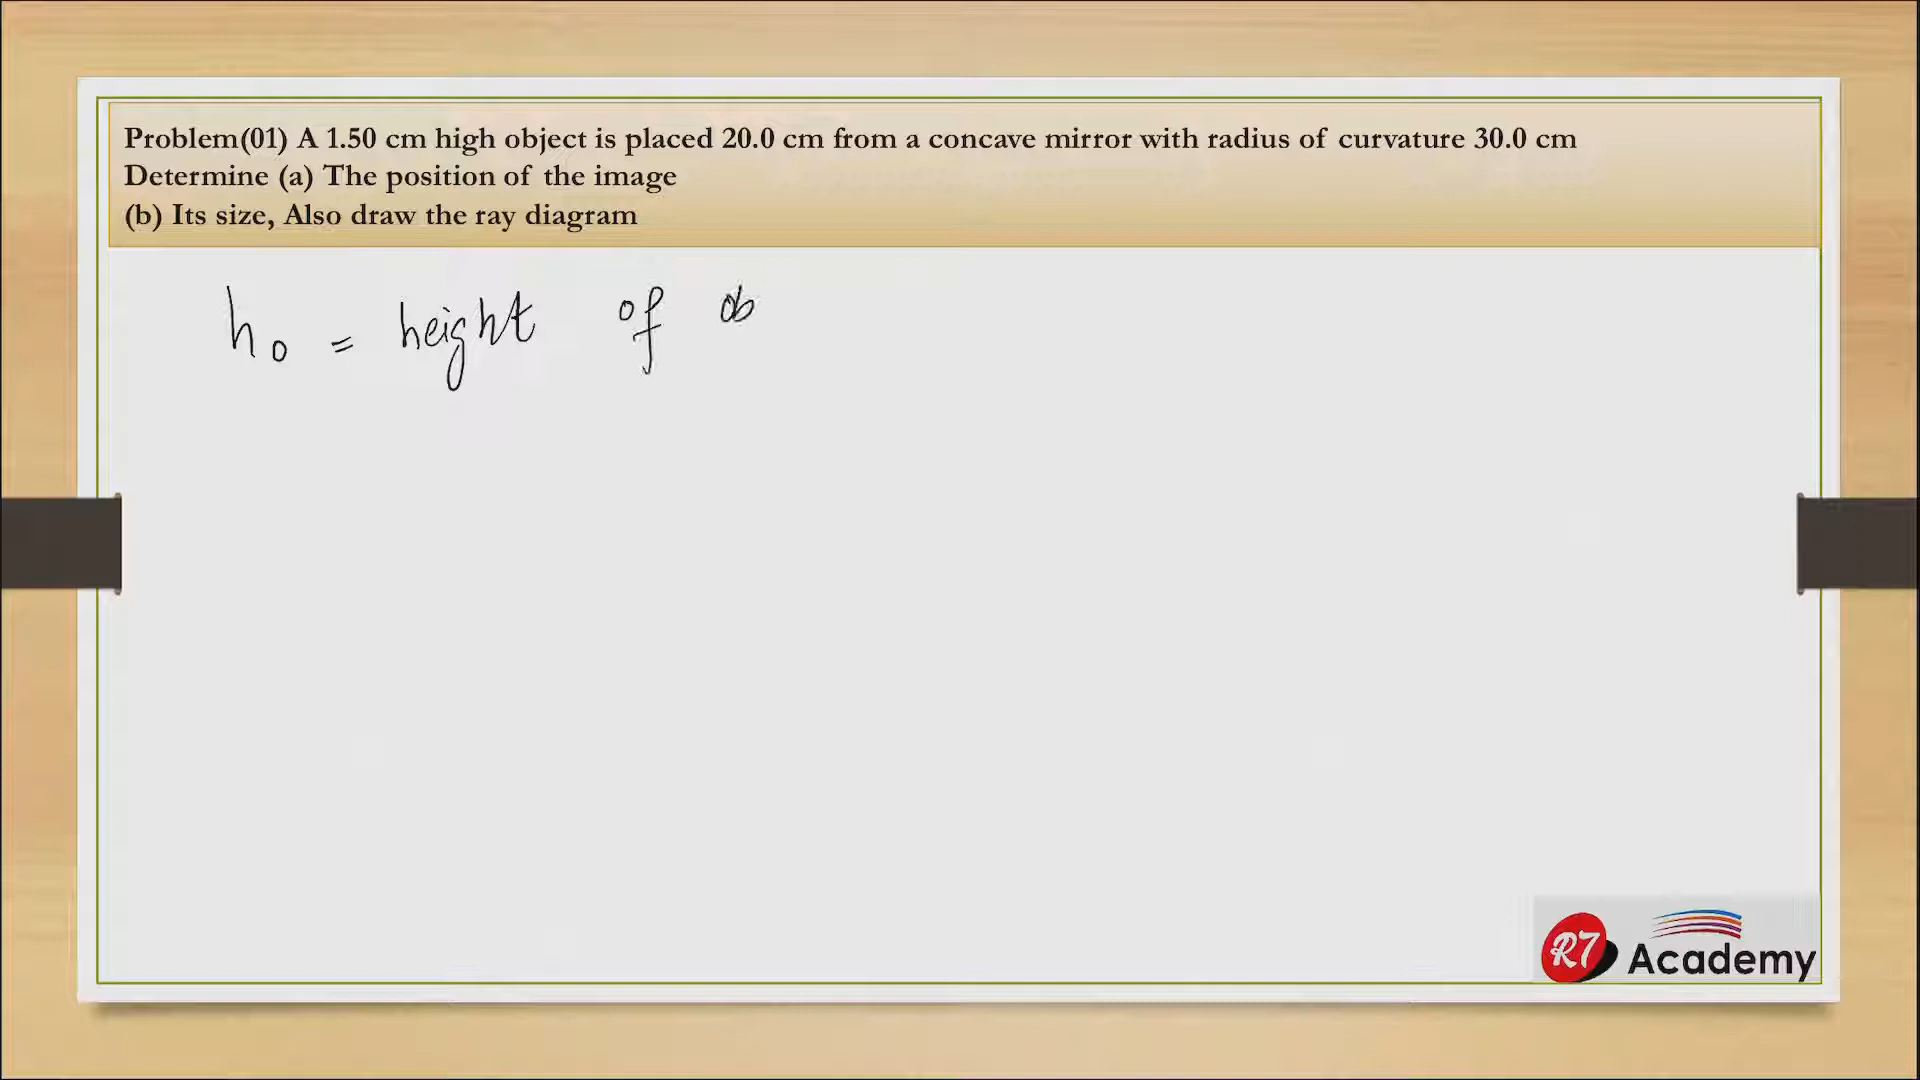 Problem(01) A 1.50 cm high object is placed 20.0 cm from a concave mirror with radius of curvature 30.0 cm
Determine (a) The position of the image
(b) Its size, Also draw the ray diagram
h₀ = height of ob
R7 Academy